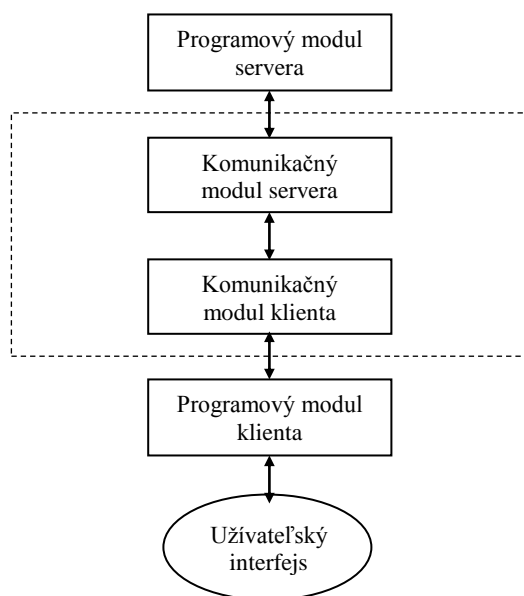 Programový modul
servera
Komunikačný
modul servera
Komunikačný
modul klienta
Programový modul
klienta
Užívateľský
interfejs